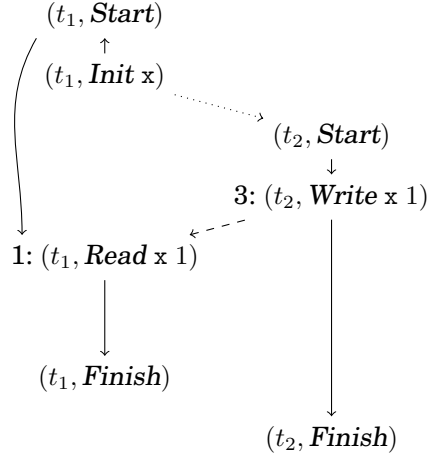 (t₁, Start)
(t₁, Init x)
(t₂, Start)
3: (t₂, Write x 1)
1: (t₁, Read x 1)
(t₁, Finish)
(t₂, Finish)